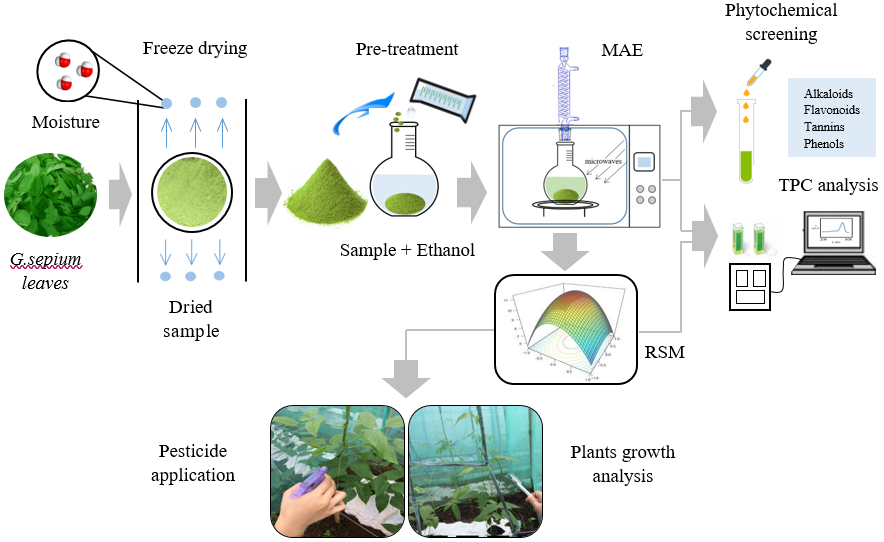 Phytochemical
screening
Freeze drying
Pre-treatment
MAE
Moisture
Alkaloids
Flavonoids
Tannins
Phenols
microwaves
TPC analysis
G.sepium
leaves
Sample + Ethanol
Dried
sample
RSM
Pesticide
application
Plants growth
analysis